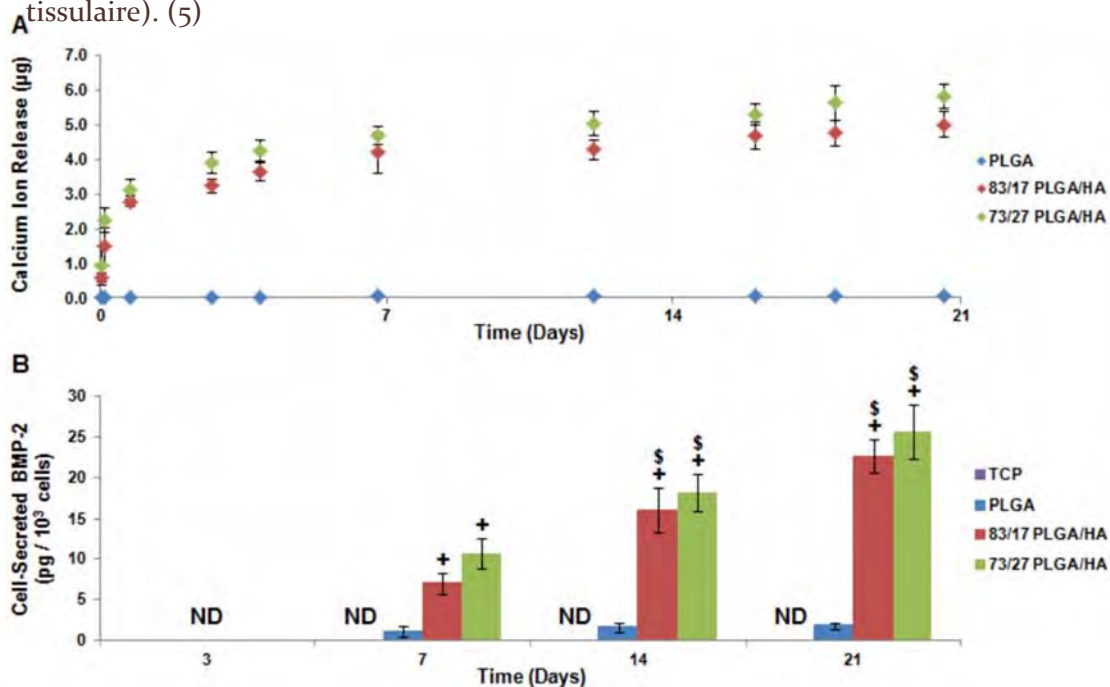 tissulaire). (5)
A
Calcium Ion Release (µg)
7.0
6.0
5.0
4.0
3.0
2.0
1.0
0.0
0 7 14 21
Time (Days)
PLGA
83/17 PLGA/HA
73/27 PLGA/HA
B
Cell-Secreted BMP-2
(pg / 10³ cells)
30
25
20
15
10
5
0
ND
ND
+
+
ND
$
+
$
+
ND
$
+
$
+
3 7 14 21
Time (Days)
TCP
PLGA
83/17 PLGA/HA
73/27 PLGA/HA